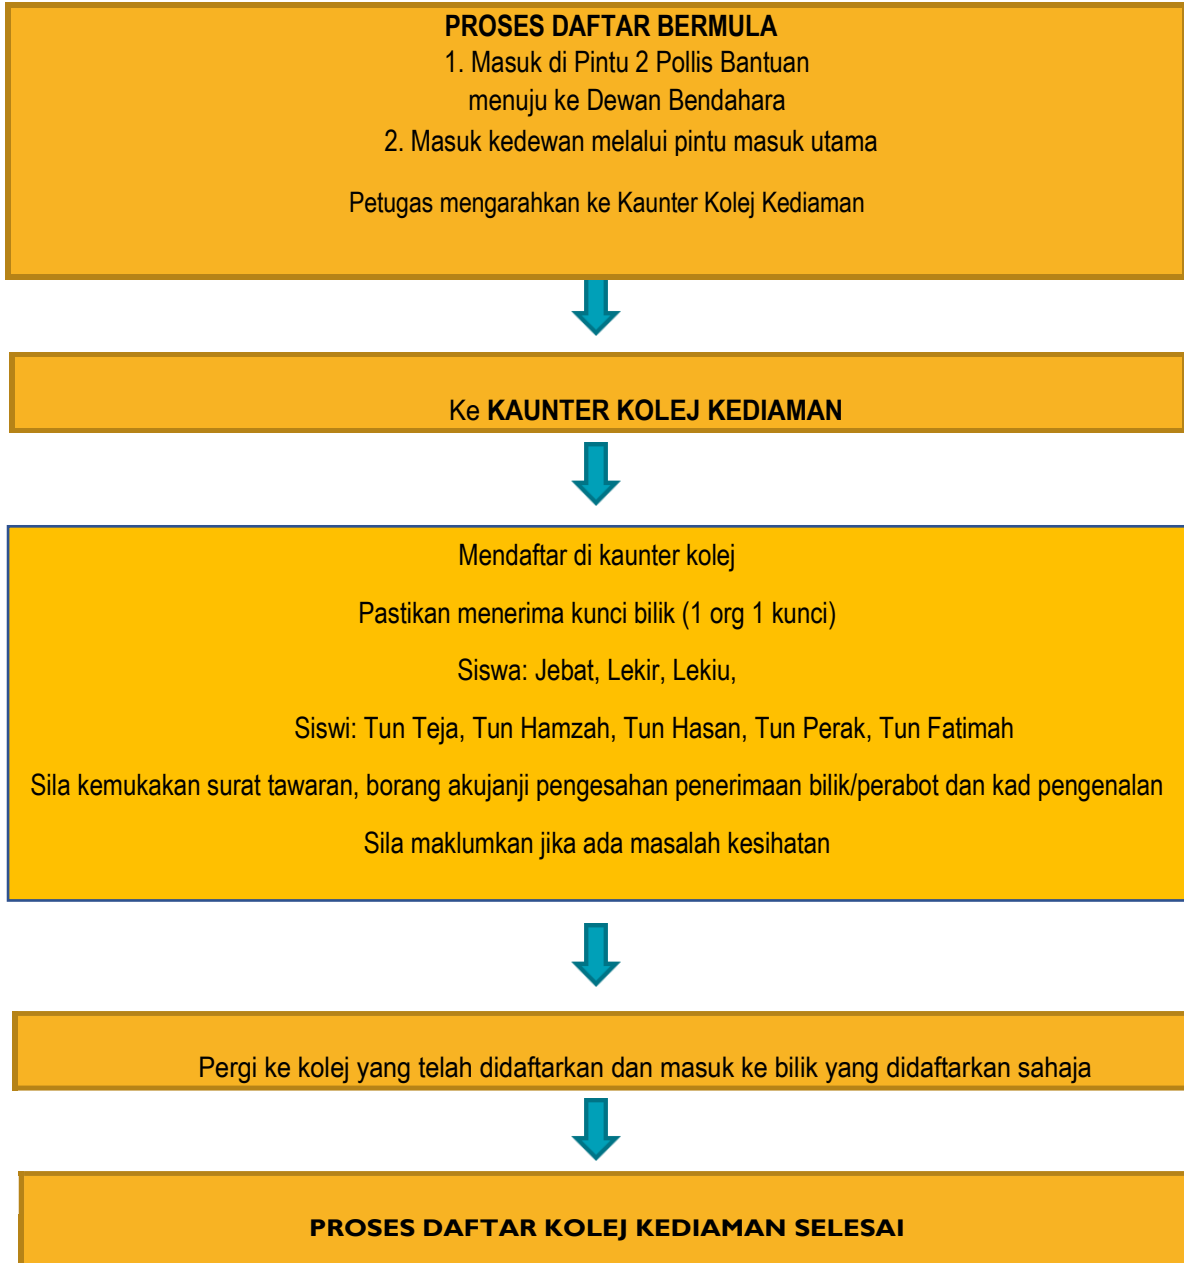 PROSES DAFTAR BERMULA
1. Masuk di Pintu 2 Pollis Bantuan
menuju ke Dewan Bendahara
2. Masuk kedewan melalui pintu masuk utama
Petugas mengarahkan ke Kaunter Kolej Kediaman
Ke KAUNTER KOLEJ KEDIAMAN
Mendaftar di kaunter kolej
Pastikan menerima kunci bilik (1 org 1 kunci)
Siswa: Jebat, Lekir, Lekiu,
Siswi: Tun Teja, Tun Hamzah, Tun Hasan, Tun Perak, Tun Fatimah
Sila kemukakan surat tawaran, borang akujanji pengesahan penerimaan bilik/perabot dan kad pengenalan
Sila maklumkan jika ada masalah kesihatan
Pergi ke kolej yang telah didaftarkan dan masuk ke bilik yang didaftarkan sahaja
PROSES DAFTAR KOLEJ KEDIAMAN SELESAI